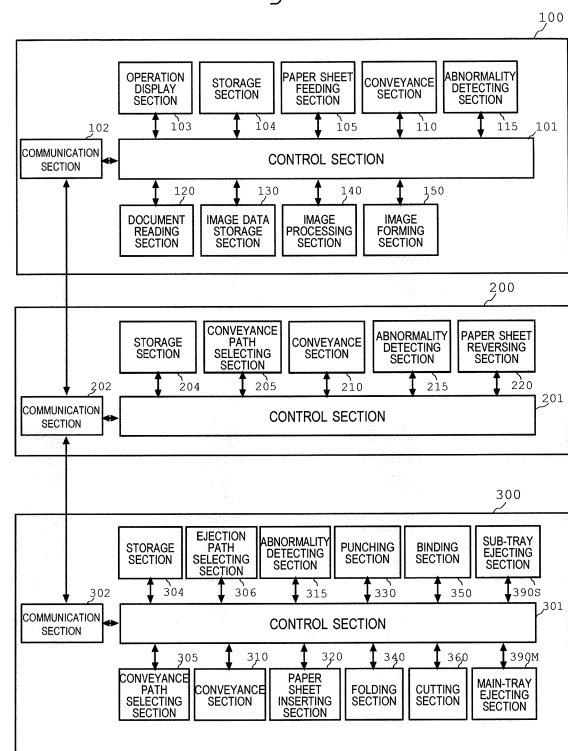 100
OPERATION
DISPLAY
SECTION
STORAGE
SECTION
PAPER SHEET
FEEDING
SECTION
CONVEYANCE
SECTION
ABNORMALITY
DETECTING
SECTION
102
103
104
105
110
115
101
COMMUNICATION
SECTION
CONTROL SECTION
120
130
140
150
DOCUMENT
READING
SECTION
IMAGE DATA
STORAGE
SECTION
IMAGE
PROCESSING
SECTION
IMAGE
FORMING
SECTION
200
STORAGE
SECTION
CONVEYANCE
PATH
SELECTING
SECTION
CONVEYANCE
SECTION
ABNORMALITY
DETECTING
SECTION
PAPER SHEET
REVERSING
SECTION
202
204
205
210
215
220
COMMUNICATION
SECTION
CONTROL SECTION
201
300
STORAGE
SECTION
EJECTION
PATH
SELECTING
SECTION
ABNORMALITY
DETECTING
SECTION
PUNCHING
SECTION
BINDING
SECTION
SUB-TRAY
EJECTING
SECTION
302
304
306
315
330
350
390S
301
COMMUNICATION
SECTION
CONTROL SECTION
305
310
320
340
360
390M
CONVEYANCE
PATH
SELECTING
SECTION
CONVEYANCE
SECTION
PAPER
SHEET
INSERTING
SECTION
FOLDING
SECTION
CUTTING
SECTION
MAIN-TRAY
EJECTING
SECTION